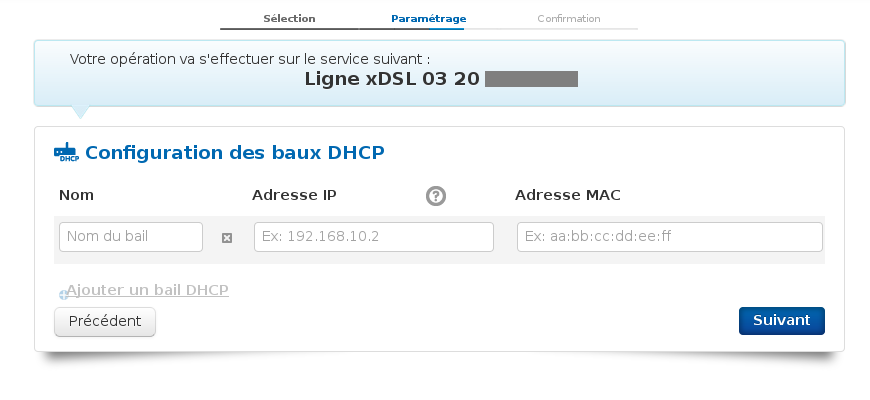 Sélection Paramétrage Confirmation
Votre opération va s'effectuer sur le service suivant :
Ligne xDSL 03 20
DHCP Configuration des baux DHCP
Nom Adresse IP ? Adresse MAC
Nom du bail x Ex: 192.168.10.2 Ex: aa:bb:cc:dd:ee:ff
Ajouter un bail DHCP
Précédent Suivant